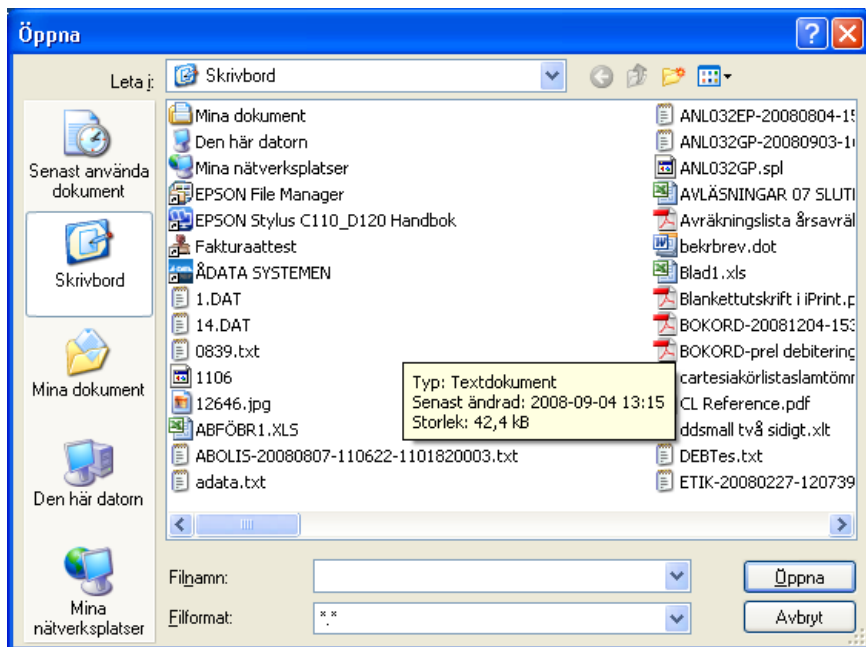 Öppna
Leta i:
Skrivbord
Senast använda
dokument
Skrivbord
Mina dokument
Den här datorn
Mina
nätverksplatser
Mina dokument
Den här datorn
Mina nätverksplatser
EPSON File Manager
EPSON Stylus C110_D120 Handbok
Fakturaattest
ÅDATA SYSTEMEN
1.DAT
14.DAT
0839.txt
1106
12646.jpg
ABFÖBR1.XLS
ABOLIS-20080807-110622-1101820003.txt
adata.txt
Typ: Textdokument
Senast ändrad: 2008-09-04 13:15
Storlek: 42,4 kB
ANL032EP-20080804-15
ANL032GP-20080903-1
ANL032GP.spl
AVLÄSNINGAR 07 SLUT
Avräkningslista årsavräl
bekrbrev.dot
Blad1.xls
Blankettutskrift i iPrint.p
BOKORD-20081204-153
BOKORD-prel debitering
cartesiakörlistaslamtömr
CL Reference.pdf
ddsmall två sidigt.xlt
DEBTes.txt
ETIK-20080227-120739
Filnamn:
Öppna
Filformat:
*.*
Avbryt